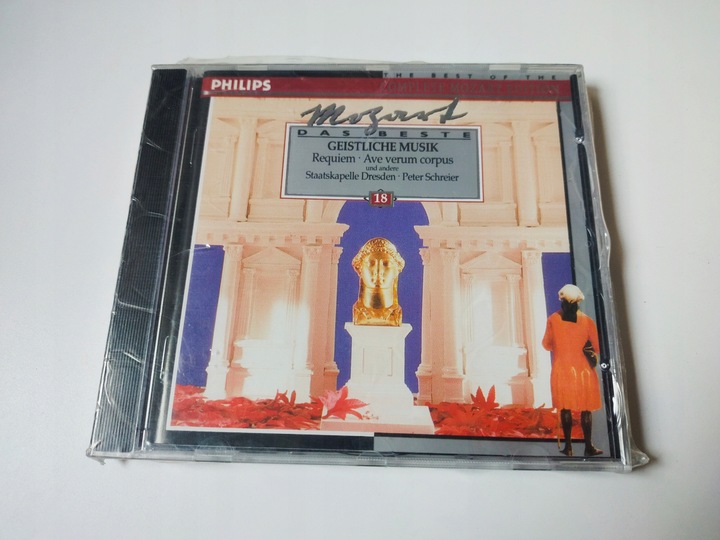 PHILIPS
THE BEST OF THE
Mozart
DAS BESTE
GEISTLICHE MUSIK
Requiem · Ave verum corpus
und andere
Staatskapelle Dresden · Peter Schreier
18